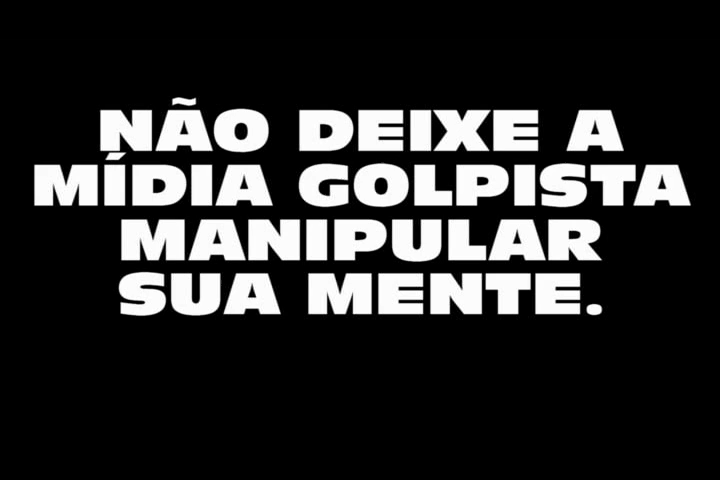 NÃO DEIXE A
MÍDIA GOLPISTA
MANIPULAR
SUA MENTE.